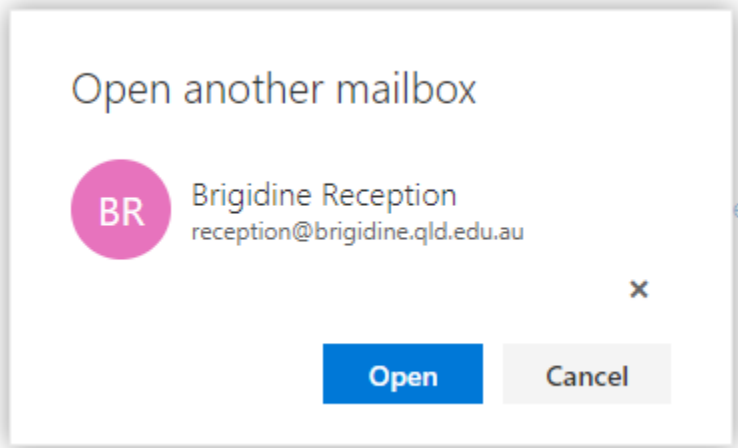 Open another mailbox
BR
Brigidine Reception
reception@brigidine.qld.edu.au
Open
Cancel